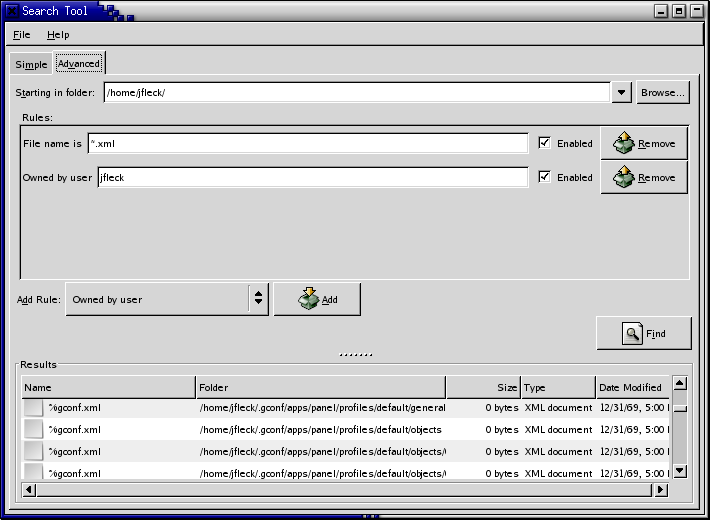 Search Tool
File Help
Simple Advanced
Starting in folder: /home/jfleck/ Browse...
Rules:
File name is *.xml Enabled Remove
Owned by user jfleck Enabled Remove
Add Rule: Owned by user Add
Find
Results
Name Folder Size Type Date Modified
%gconf.xml /home/jfleck/.gconf/apps/panel/profiles/default/general 0 bytes XML document 12/31/69, 5:00
%gconf.xml /home/jfleck/.gconf/apps/panel/profiles/default/objects 0 bytes XML document 12/31/69, 5:00
%gconf.xml /home/jfleck/.gconf/apps/panel/profiles/default/objects/ 0 bytes XML document 12/31/69, 5:00
%gconf.xml /home/jfleck/.gconf/apps/panel/profiles/default/objects/ 0 bytes XML document 12/31/69, 5:00